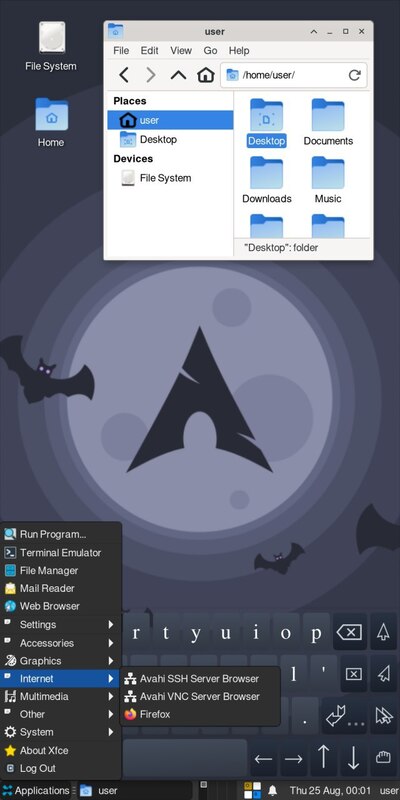 File System
Home
user
File Edit View Go Help
/home/user/
Places
user
Desktop
Devices
File System
Desktop
Documents
Downloads
Music
"Desktop": folder
Run Program...
Terminal Emulator
File Manager
Mail Reader
Web Browser
Settings
Accessories
Graphics
Internet
Multimedia
Other
System
About Xfce
Log Out
Avahi SSH Server Browser
Avahi VNC Server Browser
Firefox
r t y u i o p
l '
.
Applications
user
Thu 25 Aug, 00:01
user